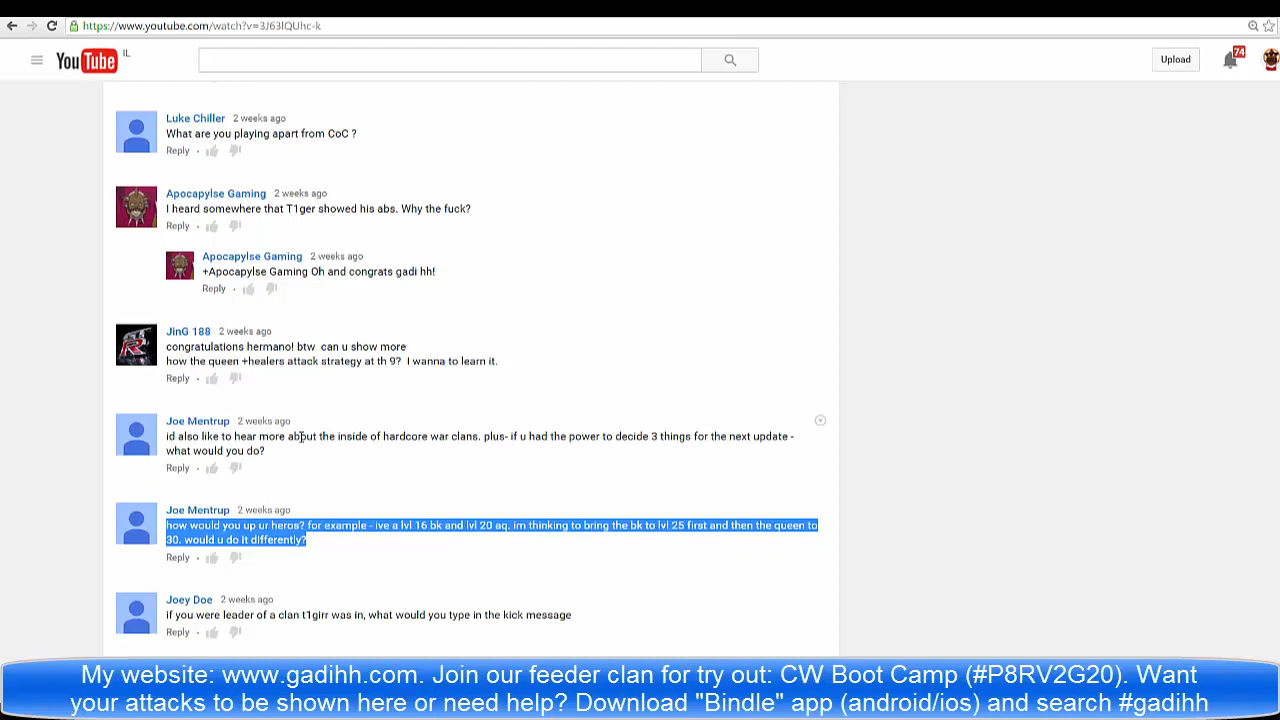 https://www.youtube.com/watch?v=3J63lQUhc-k
YouTube IL
Upload
74
Luke Chiller 2 weeks ago
What are you playing apart from CoC ?
Reply ·
Apocapylse Gaming 2 weeks ago
I heard somewhere that T1ger showed his abs. Why the fuck?
Reply ·
Apocapylse Gaming 2 weeks ago
+Apocapylse Gaming Oh and congrats gadi hh!
Reply ·
JinG 188 2 weeks ago
congratulations hermano! btw can u show more
how the queen +healers attack strategy at th 9? I wanna to learn it.
Reply ·
Joe Mentrup 2 weeks ago
id also like to hear more about the inside of hardcore war clans. plus- if u had the power to decide 3 things for the next update -
what would you do?
Reply ·
Joe Mentrup 2 weeks ago
how would you up ur heros? for example - ive a lvl 16 bk and lvl 20 aq. im thinking to bring the bk to lvl 25 first and then the queen to
30. would u do it differently?
Reply ·
Joey Doe 2 weeks ago
if you were leader of a clan t1girr was in, what would you type in the kick message
Reply ·
My website: www.gadihh.com. Join our feeder clan for try out: CW Boot Camp (#P8RV2G20). Want
your attacks to be shown here or need help? Download "Bindle" app (android/ios) and search #gadihh